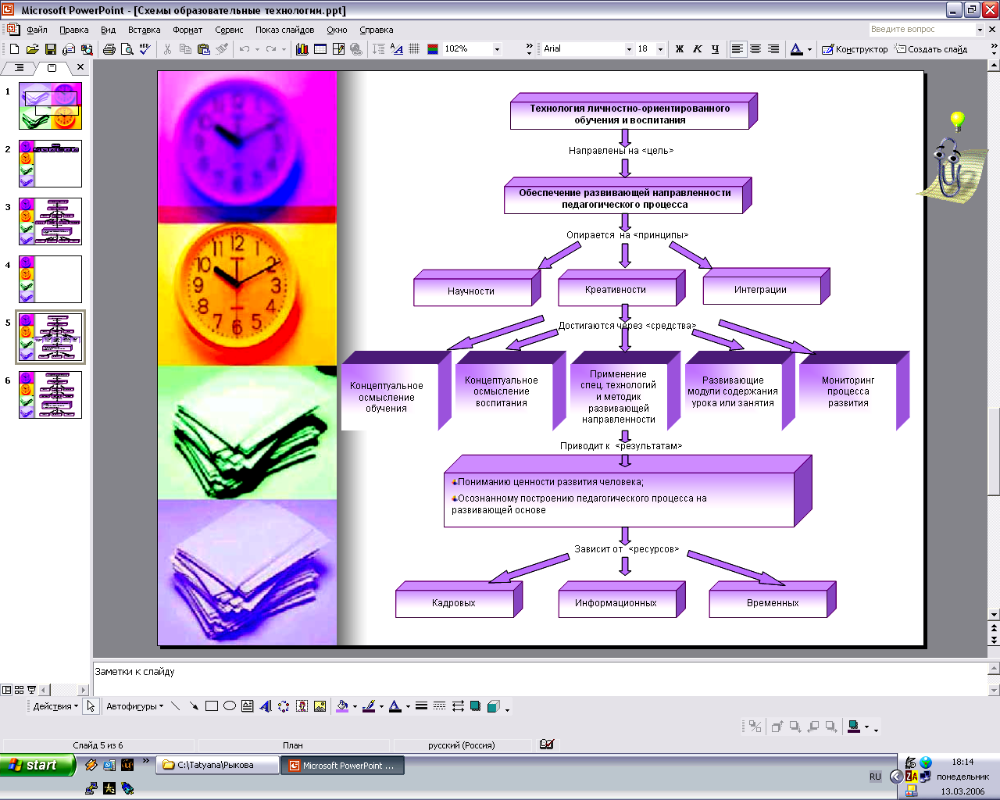 Microsoft PowerPoint - [Схемы образовательные технологии.ppt]
Файл Правка Вид Вставка Формат Сервис Показ слайдов Окно Справка
Введите вопрос
102% Arial 18 Ж К Ч Конструктор Создать слайд
1
2
3
4
5
6
Технология личностно-ориентированного
обучения и воспитания
Направлены на <цель>
Обеспечение развивающей направленности
педагогического процесса
Опирается на <принципы>
Научности
Креативности
Интеграции
Достигаются через <средства>
Концептуальное
осмысление
обучения
Концептуальное
осмысление
воспитания
Применение
спец. технологий
и методик
развивающей
направленности
Развивающие
модули содержания
урока или занятия
Мониторинг
процесса
развития
Приводит к <результатам>
Пониманию ценности развития человека;
Осознанному построению педагогического процесса на
развивающей основе
Зависит от <ресурсов>
Кадровых
Информационных
Временных
Заметки к слайду
Действия Автофигуры
Слайд 5 из 6 План русский (Россия)
start C:\Tatyana\Рыкова Microsoft PowerPoint ... RU 18:14
понедельник
13.03.2006